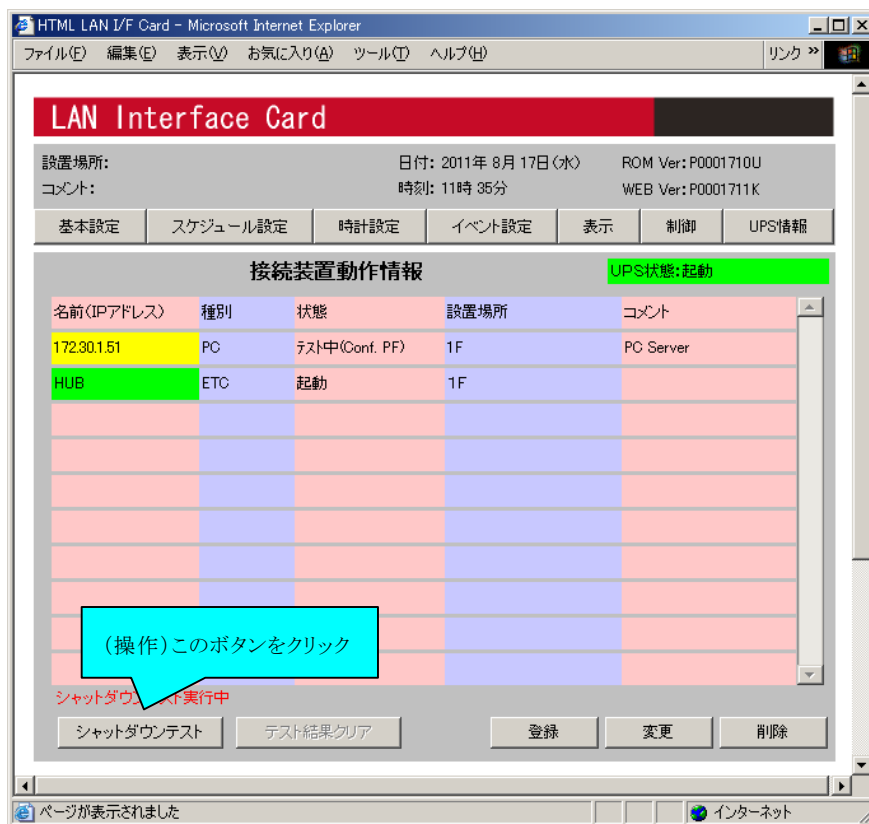 HTML LAN I/F Card - Microsoft Internet Explorer
ファイル(F) 編集(E) 表示(V) お気に入り(A) ツール(T) ヘルプ(H) リンク »
LAN Interface Card
設置場所: 日付: 2011年 8月 17日(水) ROM Ver: P0001710U
コメント: 時刻: 11時 35分 WEB Ver: P0001711K
基本設定 スケジュール設定 時計設定 イベント設定 表示 制御 UPS情報
接続装置動作情報 UPS状態:起動
名前(IPアドレス) 種別 状態 設置場所 コメント
172.30.1.51 PC テスト中(Conf. PF) 1F PC Server
HUB ETC 起動 1F
(操作)このボタンをクリック
シャットダウ スト実行中
シャットダウンテスト テスト結果クリア 登録 変更 削除
ページが表示されました インターネット